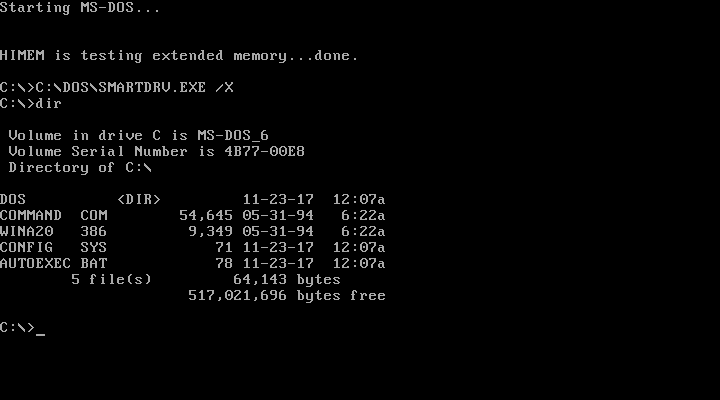 Starting MS-DOS...
HIMEM is testing extended memory...done.
C:\>C:\DOS\SMARTDRV.EXE /X
C:\>dir
Volume in drive C is MS-DOS_6
Volume Serial Number is 4B77-00E8
Directory of C:\
DOS          <DIR>         11-23-17  12:07a
COMMAND  COM        54,645 05-31-94   6:22a
WINA20   386         9,349 05-31-94   6:22a
CONFIG   SYS            71 11-23-17  12:07a
AUTOEXEC BAT            78 11-23-17  12:07a
5 file(s)         64,143 bytes
517,021,696 bytes free
C:\>_